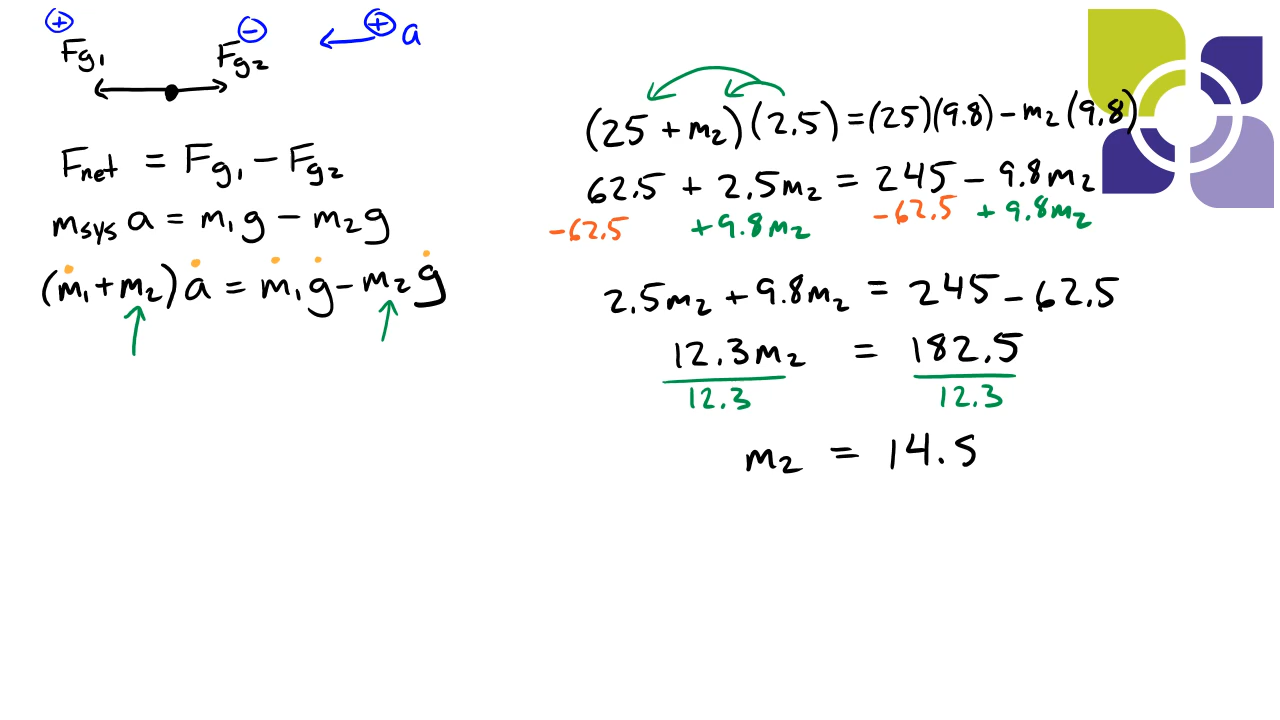 ⊕ ⊖ ⊕ a
Fg₁ Fg₂
Fnet = Fg₁ − Fg₂
msys a = m₁g − m₂g
(m₁ + m₂) a = m₁g − m₂g
(25 + m₂)(2.5) = (25)(9.8) − m₂(9.8)
62.5 + 2.5m₂ = 245 − 9.8m₂
−62.5 +9.8m₂ −62.5 + 9.8m₂
2.5m₂ + 9.8m₂ = 245 − 62.5
12.3m₂ = 182.5
12.3 12.3
m₂ = 14.5